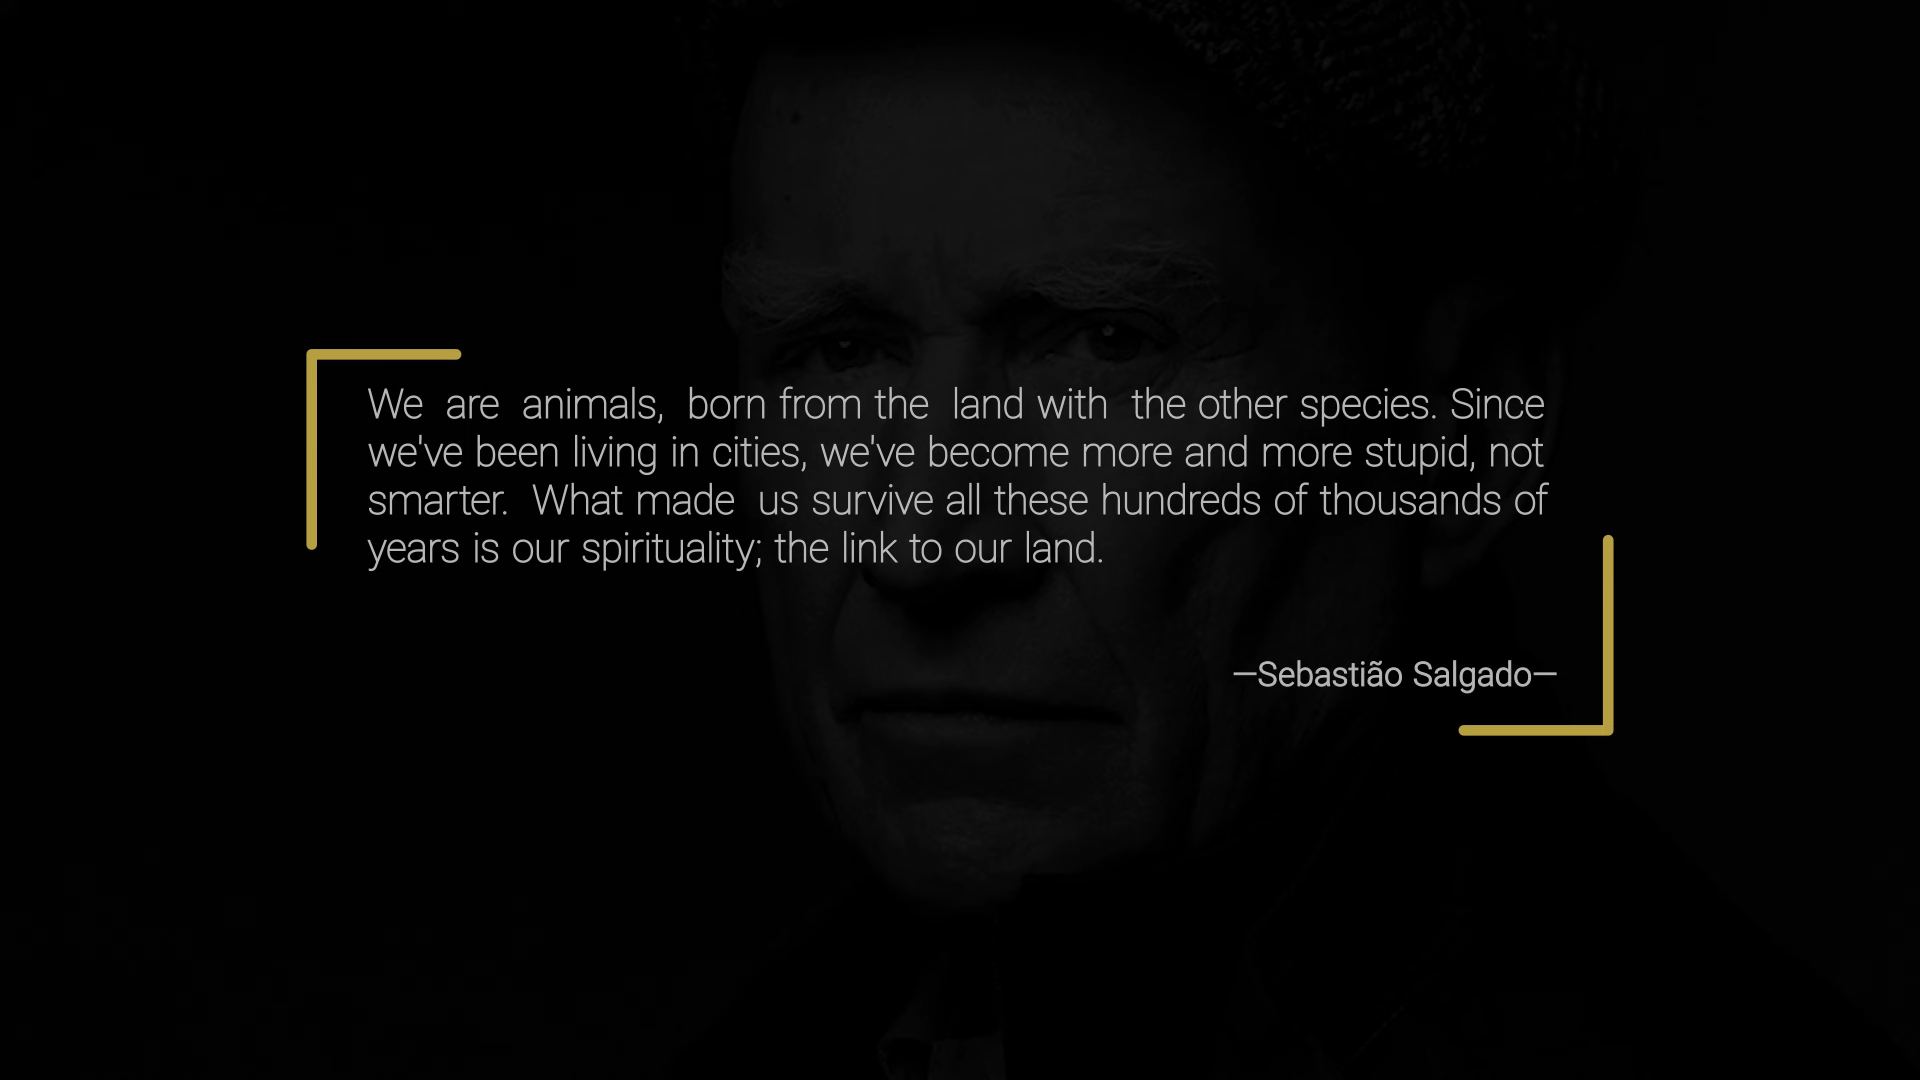 We are animals, born from the land with the other species. Since
we've been living in cities, we've become more and more stupid, not
smarter. What made us survive all these hundreds of thousands of
years is our spirituality; the link to our land.
—Sebastião Salgado—